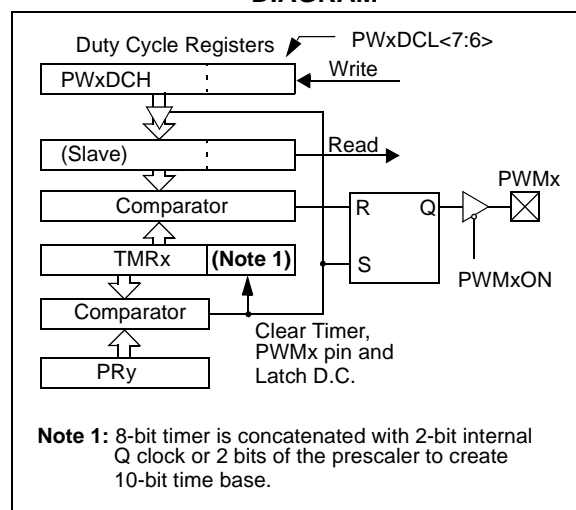 DIAGRAM
Duty Cycle Registers
PWxDCL<7:6>
PWxDCH
Write
(Slave)
Read
Comparator
R
Q
PWMx
TMRx
(Note 1)
S
PWMxON
Comparator
Clear Timer,
PWMx pin and
Latch D.C.
PRy
Note 1: 8-bit timer is concatenated with 2-bit internal
Q clock or 2 bits of the prescaler to create
10-bit time base.